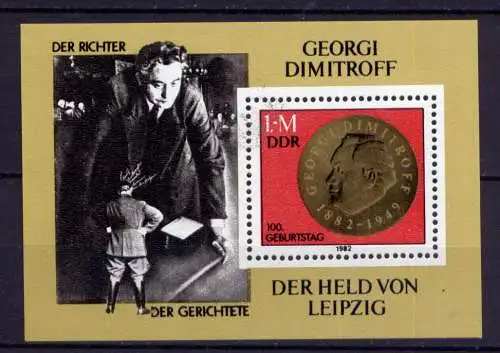 DER RICHTER
GEORGI
DIMITROFF
1.-M
DDR
GEORGI DIMITROFF
1882-1949
100.
GEBURTSTAG
1982
DER GERICHTETE
DER HELD VON
LEIPZIG